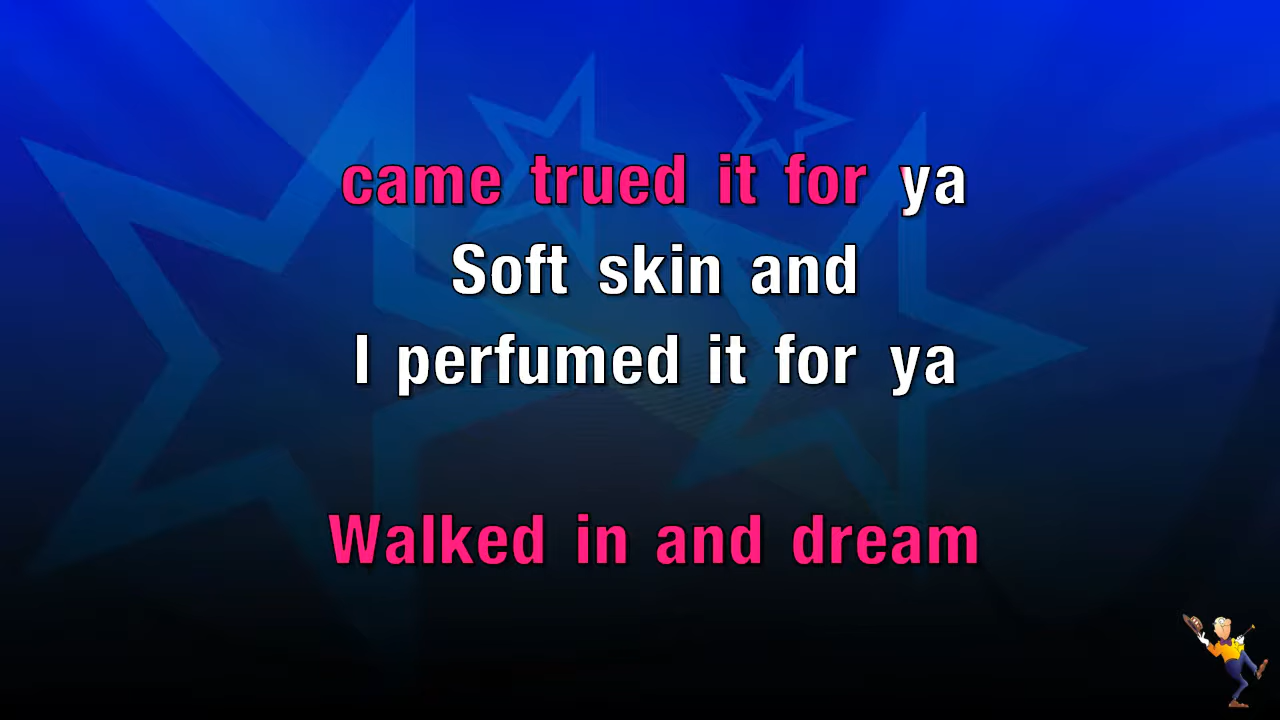 came trued it for ya
Soft skin and
I perfumed it for ya
Walked in and dream